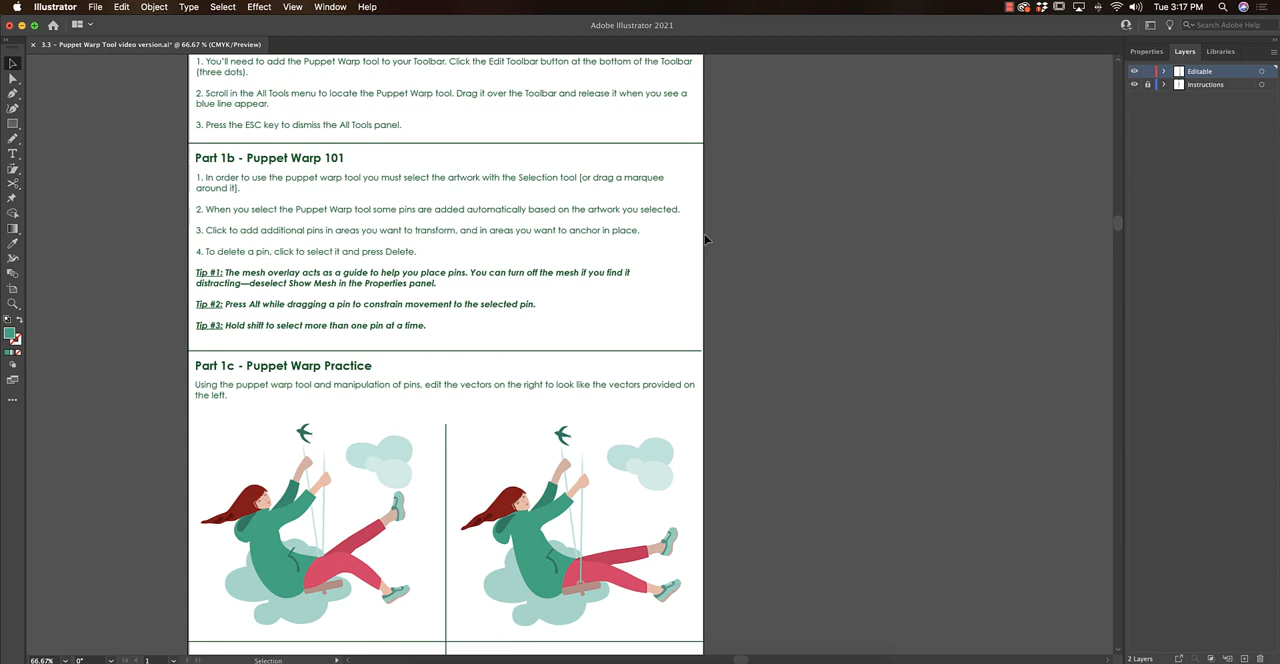 Illustrator File Edit Object Type Select Effect View Window Help
Tue 3:17 PM
Adobe Illustrator 2021
Search Adobe Help
× 3.3 – Puppet Warp Tool video version.ai* @ 66.67 % (CMYK/Preview)
Properties Layers Libraries
Editable
Instructions
1. You'll need to add the Puppet Warp tool to your Toolbar. Click the Edit Toolbar button at the bottom of the Toolbar
(three dots).
2. Scroll in the All Tools menu to locate the Puppet Warp tool. Drag it over the Toolbar and release it when you see a
blue line appear.
3. Press the ESC key to dismiss the All Tools panel.
Part 1b - Puppet Warp 101
1. In order to use the puppet warp tool you must select the artwork with the Selection tool [or drag a marquee
around it].
2. When you select the Puppet Warp tool some pins are added automatically based on the artwork you selected.
3. Click to add additional pins in areas you want to transform, and in areas you want to anchor in place.
4. To delete a pin, click to select it and press Delete.
Tip #1: The mesh overlay acts as a guide to help you place pins. You can turn off the mesh if you find it
distracting—deselect Show Mesh in the Properties panel.
Tip #2: Press Alt while dragging a pin to constrain movement to the selected pin.
Tip #3: Hold shift to select more than one pin at a time.
Part 1c - Puppet Warp Practice
Using the puppet warp tool and manipulation of pins, edit the vectors on the right to look like the vectors provided on
the left.
66.67% 0° 1 Selection
2 Layers